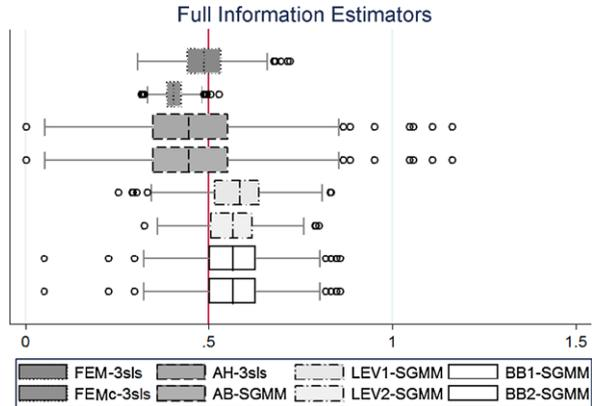 Full Information Estimators
0 .5 1 1.5
FEM-3sls AH-3sls LEV1-SGMM BB1-SGMM
FEMc-3sls AB-SGMM LEV2-SGMM BB2-SGMM